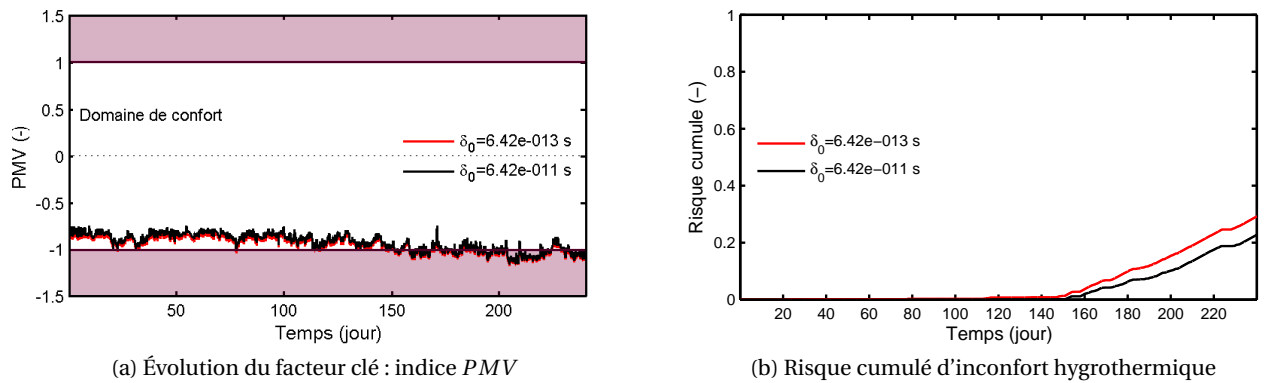 1.5
1
0.5
0
-0.5
-1
-1.5
PMV (-)
Domaine de confort
δ0=6.42e-013 s
δ0=6.42e-011 s
50
100
150
200
Temps (jour)
(a) Évolution du facteur clé : indice PMV
1
0.8
0.6
0.4
0.2
0
Risque cumule (−)
δ0=6.42e−013 s
δ0=6.42e−011 s
20
40
60
80
100
120
140
160
180
200
220
Temps (jour)
(b) Risque cumulé d’inconfort hygrothermique